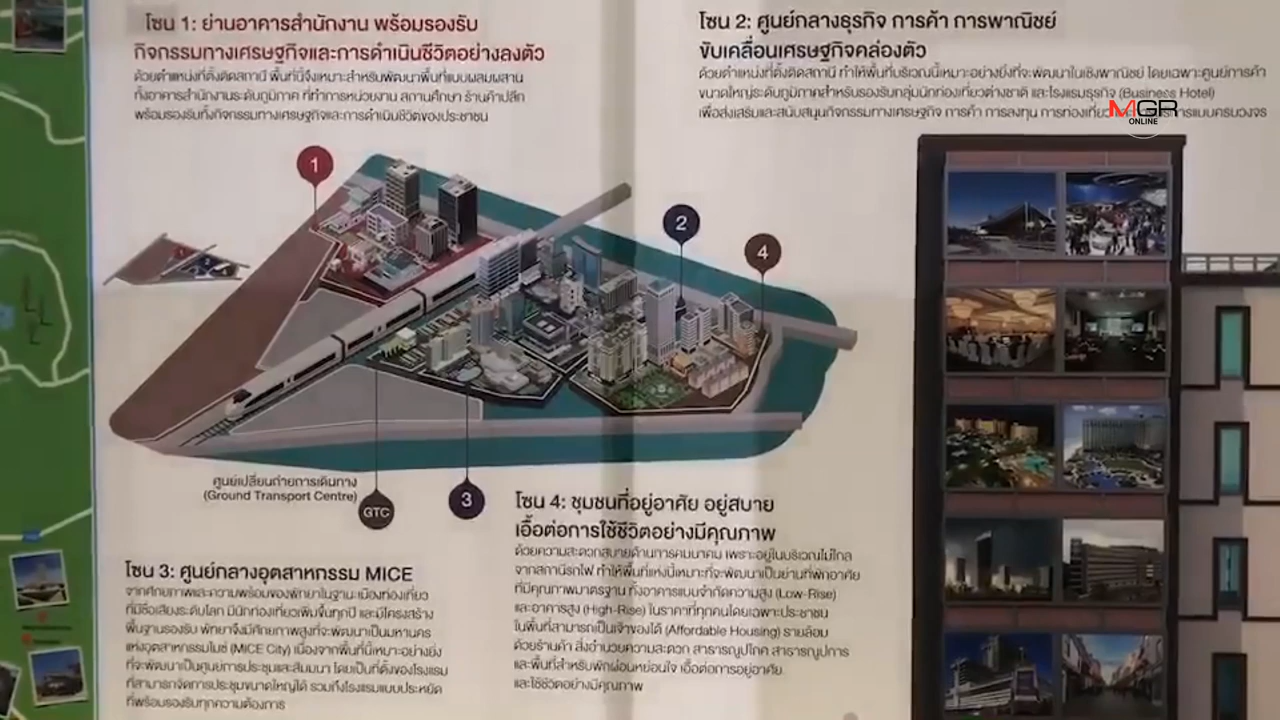 โซน 1: ย่านอาคารสำนักงาน พร้อมรองรับ
กิจกรรมทางเศรษฐกิจและการดำเนินชีวิตอย่างลงตัว
ด้วยตำแหน่งที่ตั้งติดสถานี พื้นที่นี้จึงเหมาะสำหรับพัฒนาพื้นที่แบบผสมผสาน
ทั้งอาคารสำนักงานระดับภูมิภาค ที่ทำการหน่วยงาน สถานศึกษา ร้านค้าปลีก
พร้อมรองรับทั้งกิจกรรมทางเศรษฐกิจและการดำเนินชีวิตของประชาชน
โซน 2: ศูนย์กลางธุรกิจ การค้า การพาณิชย์
ขับเคลื่อนเศรษฐกิจคล่องตัว
ด้วยตำแหน่งที่ตั้งติดสถานี ทำให้พื้นที่บริเวณนี้เหมาะอย่างยิ่งที่จะพัฒนาในเชิงพาณิชย์ โดยเฉพาะศูนย์การค้า
ขนาดใหญ่ระดับภูมิภาคสำหรับรองรับกลุ่มนักท่องเที่ยวต่างชาติ และโรงแรมธุรกิจ (Business Hotel)
เพื่อส่งเสริมและสนับสนุนกิจกรรมทางเศรษฐกิจ การค้า การลงทุน การท่องเที่ยว การแบบครบวงจร
MGR
ONLINE
1
2
4
3
GTC
ศูนย์เปลี่ยนถ่ายการเดินทาง
(Ground Transport Centre)
โซน 3: ศูนย์กลางอุตสาหกรรม MICE
จากศักยภาพและความพร้อมของพัทยาในฐานะเมืองท่องเที่ยว
ที่มีชื่อเสียงระดับโลก มีนักท่องเที่ยวเพิ่มขึ้นทุกปี และมีโครงสร้าง
พื้นฐานรองรับ พัทยาจึงมีศักยภาพสูงที่จะพัฒนาเป็นมหานคร
แห่งอุตสาหกรรมไมซ์ (MICE City) เนื่องจากพื้นที่นี้เหมาะอย่างยิ่ง
ที่จะพัฒนาเป็นศูนย์การประชุมและสัมมนา โดยเป็นที่ตั้งของโรงแรม
ที่สามารถจัดการประชุมขนาดใหญ่ได้ รวมถึงโรงแรมแบบประหยัด
ที่พร้อมรองรับทุกความต้องการ
โซน 4: ชุมชนที่อยู่อาศัย อยู่สบาย
เอื้อต่อการใช้ชีวิตอย่างมีคุณภาพ
ด้วยความสะดวกสบายด้านการคมนาคม เพราะอยู่ในบริเวณไม่ไกล
จากสถานีรถไฟ ทำให้พื้นที่แห่งนี้เหมาะที่จะพัฒนาเป็นย่านที่พักอาศัย
ที่มีคุณภาพมาตรฐาน ทั้งอาคารแบบจำกัดความสูง (Low-Rise)
และอาคารสูง (High-Rise) ในราคาที่ทุกคนโดยเฉพาะประชาชน
ในพื้นที่สามารถเป็นเจ้าของได้ (Affordable Housing) รายล้อม
ด้วยร้านค้า สิ่งอำนวยความสะดวก สาธารณูปโภค สาธารณูปการ
และพื้นที่สำหรับพักผ่อนหย่อนใจ เอื้อต่อการอยู่อาศัย
และใช้ชีวิตอย่างมีคุณภาพ